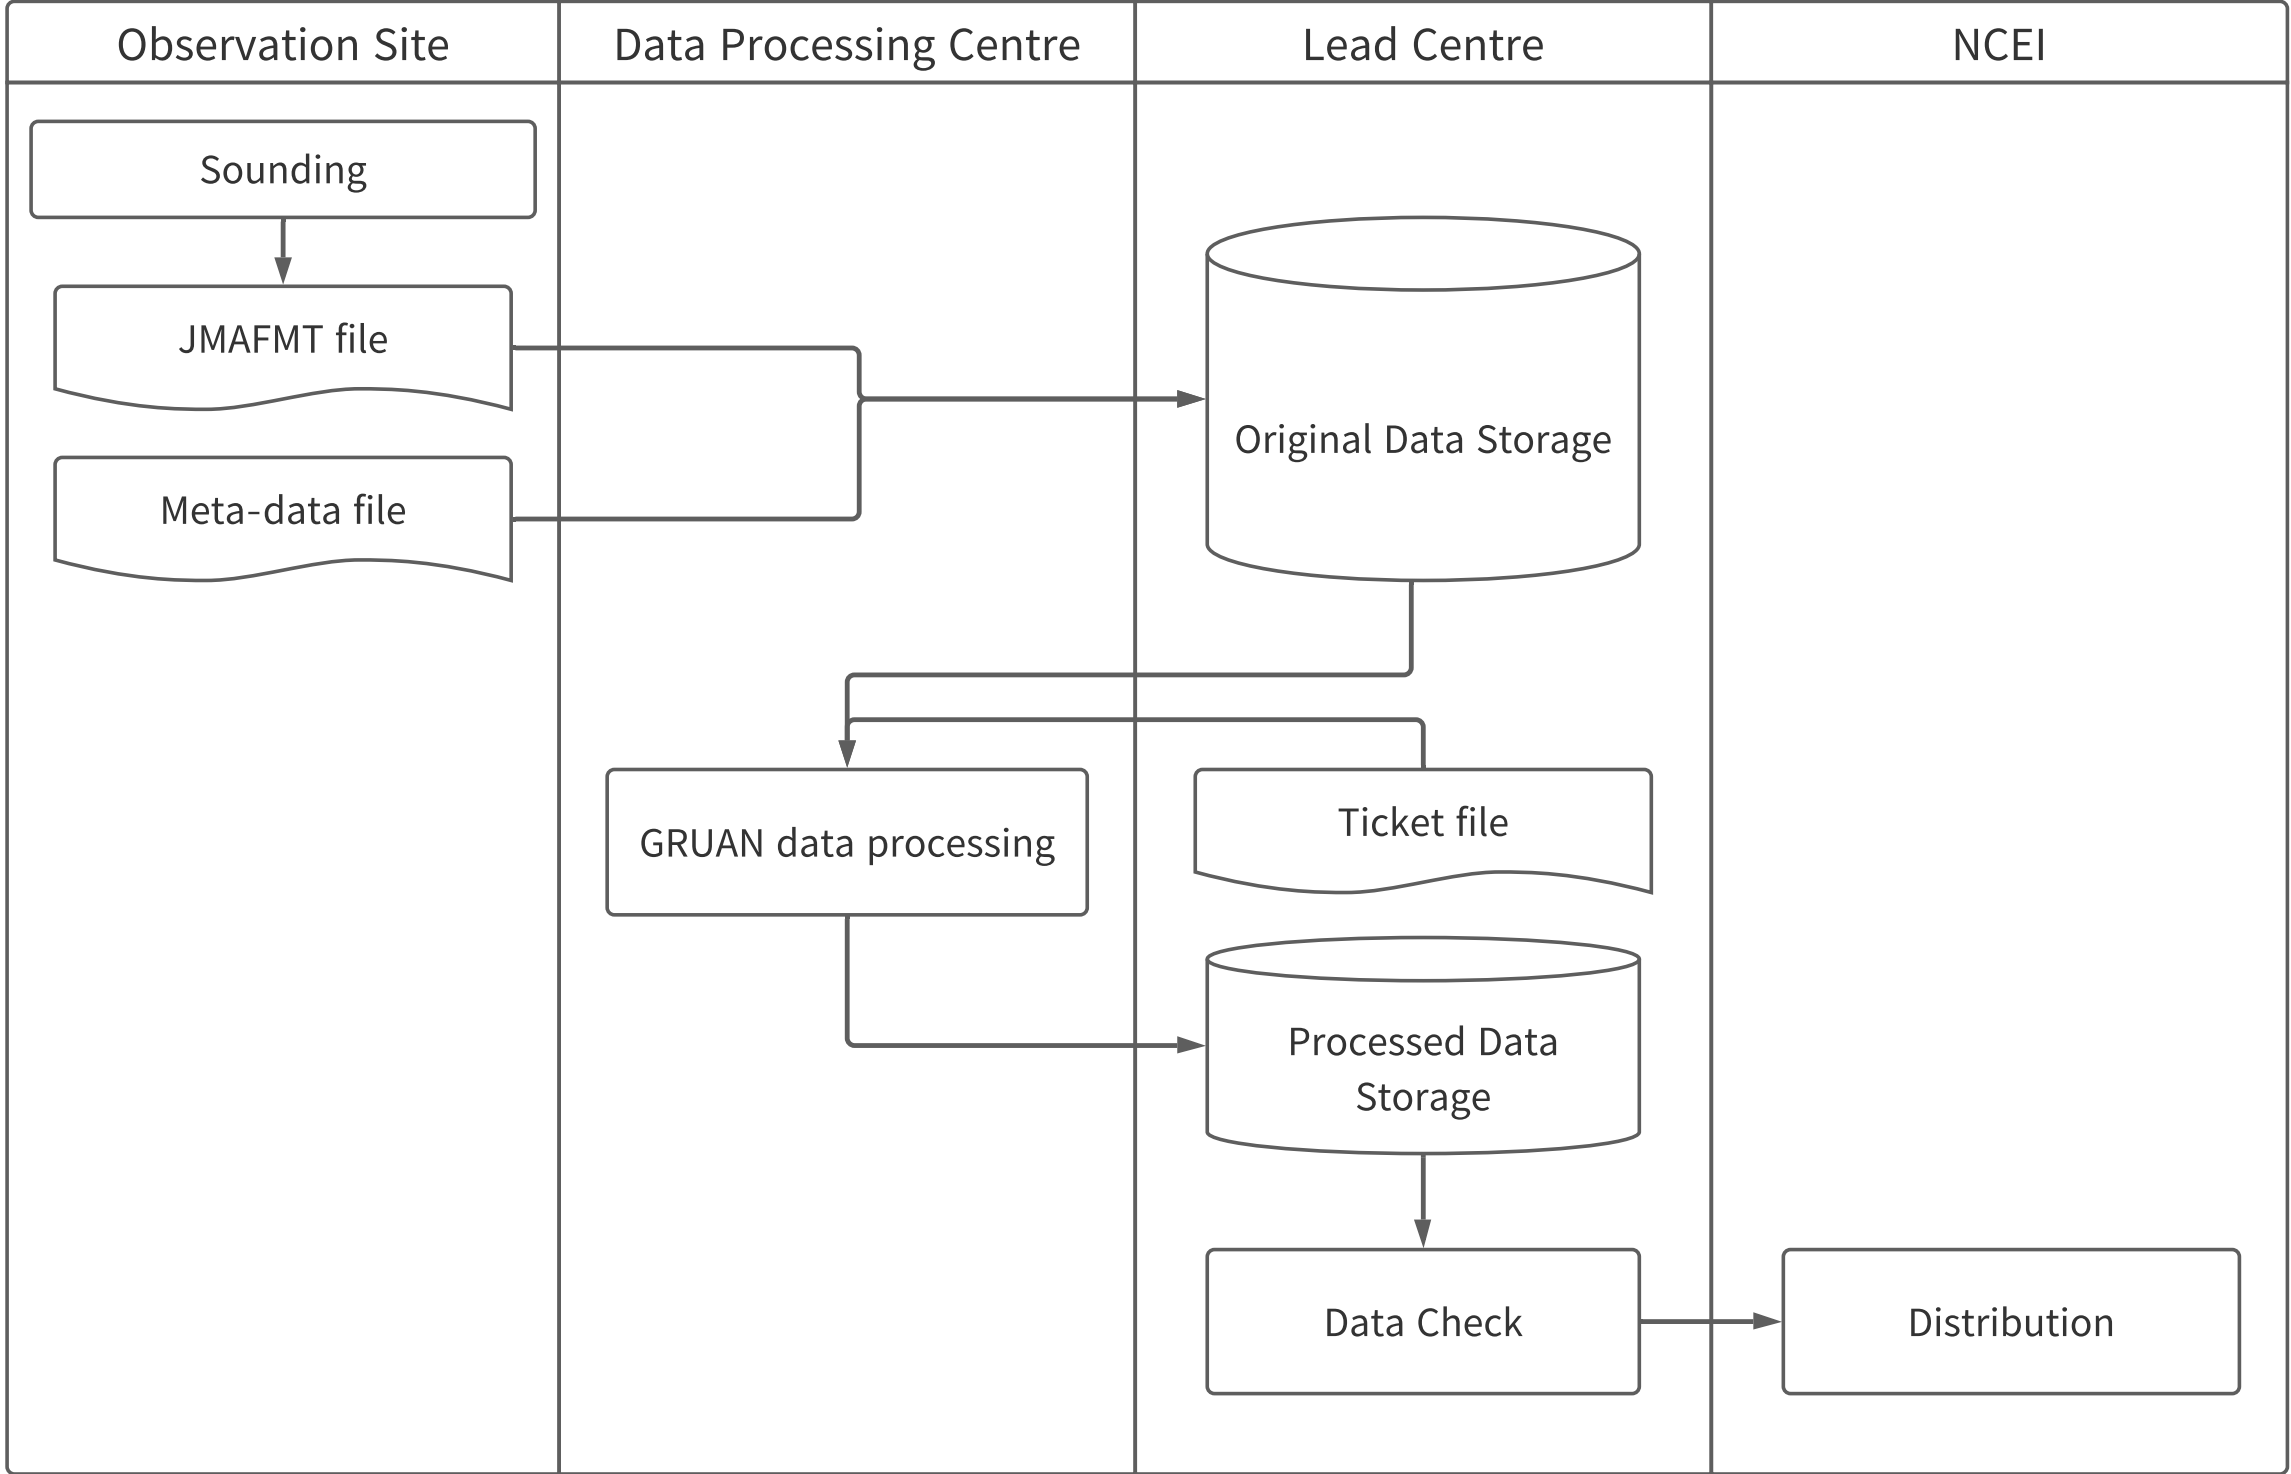 Observation Site
Data Processing Centre
Lead Centre
NCEI
Sounding
JMAFMT file
Meta-data file
Original Data Storage
GRUAN data processing
Ticket file
Processed Data
Storage
Data Check
Distribution